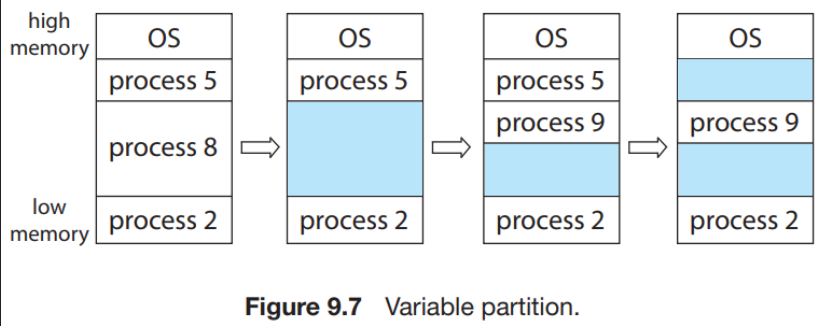 high
memory
OS
process 5
process 8
process 2
low
memory
OS
process 5
process 2
OS
process 5
process 9
process 2
OS
process 9
process 2
Figure 9.7 Variable partition.